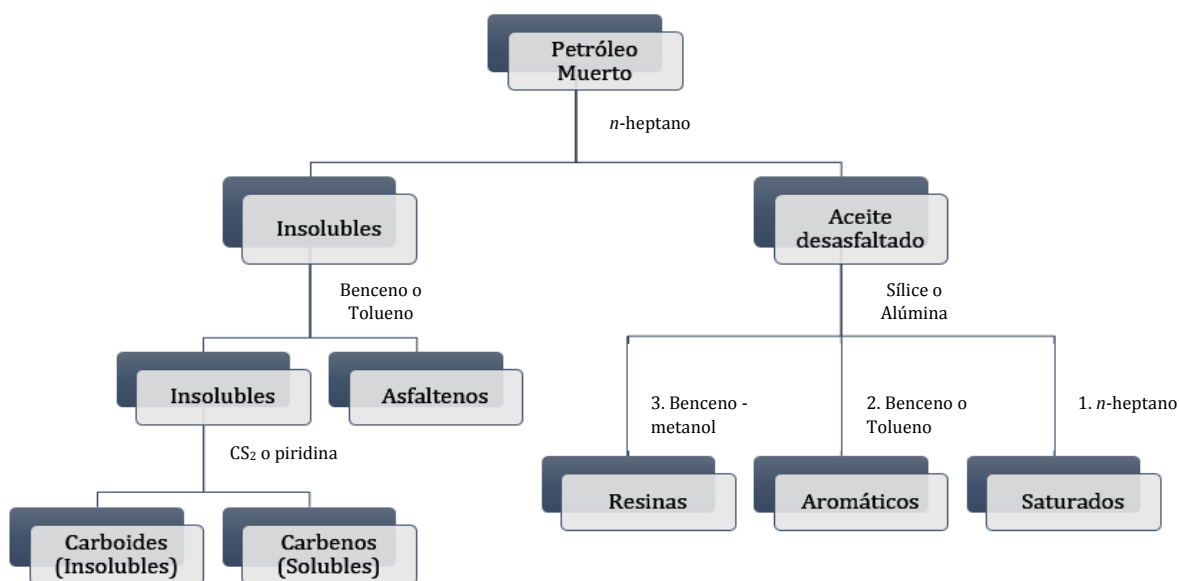 Petróleo
Muerto
n-heptano
Insolubles
Aceite
desasfaltado
Benceno o
Tolueno
Sílice o
Alúmina
Insolubles
Asfaltenos
3. Benceno -
metanol
2. Benceno o
Tolueno
1. n-heptano
CS₂ o piridina
Resinas
Aromáticos
Saturados
Carboides
(Insolubles)
Carbenos
(Solubles)